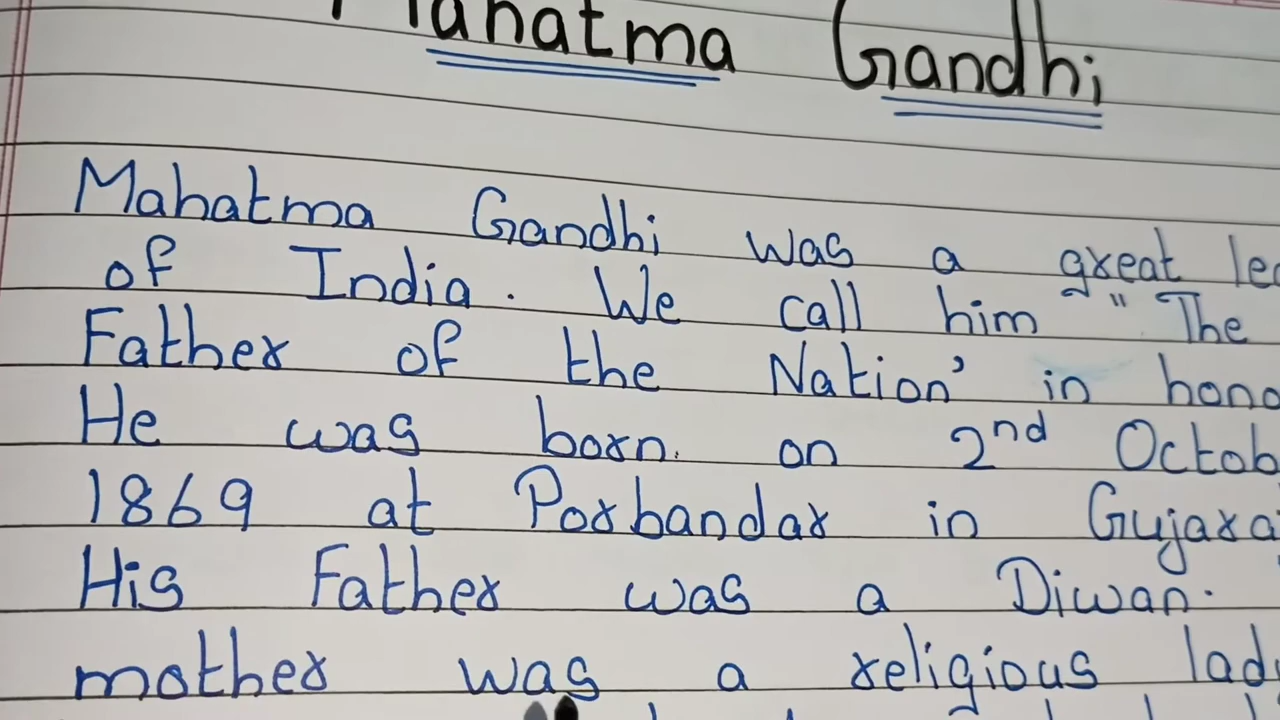 Mahatma Gandhi
Mahatma Gandhi was a great
of India. We call him "The
Father of the Nation' in
He was born. on 2nd
1869 at Porbandar in
His Father was a Diwan.
mother was a religious